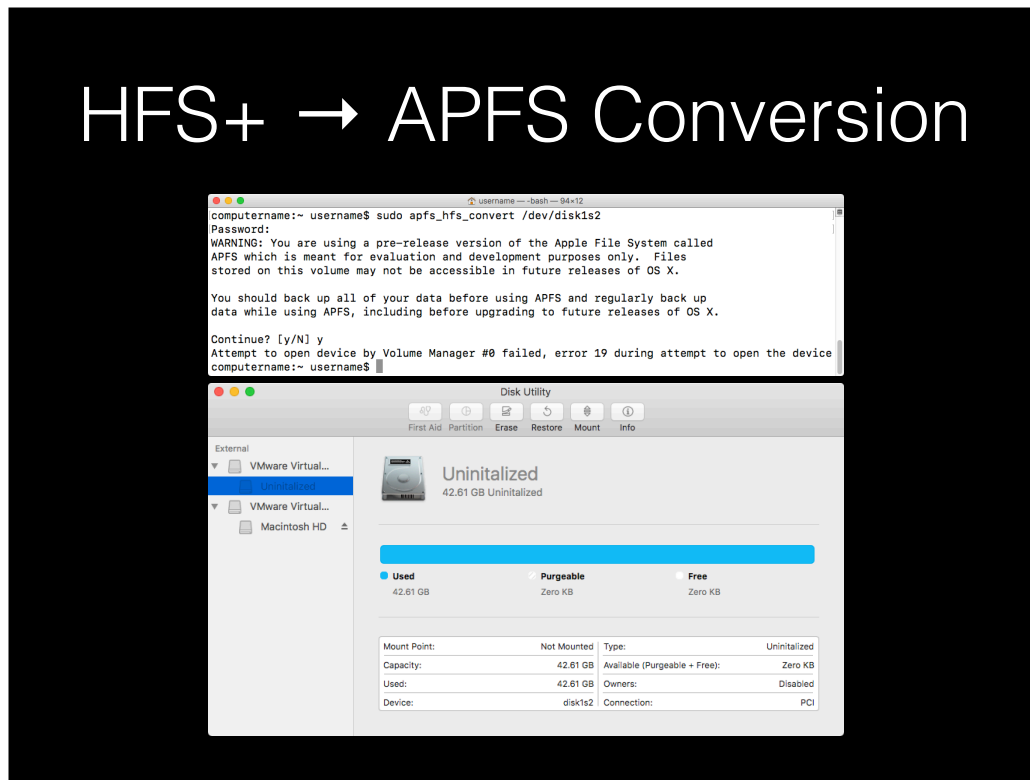 HFS+ → APFS Conversion
username — -bash — 94×12
computername:~ username$ sudo apfs_hfs_convert /dev/disk1s2
Password:
WARNING: You are using a pre-release version of the Apple File System called
APFS which is meant for evaluation and development purposes only.  Files
stored on this volume may not be accessible in future releases of OS X.
You should back up all of your data before using APFS and regularly back up
data while using APFS, including before upgrading to future releases of OS X.
Continue? [y/N] y
Attempt to open device by Volume Manager #0 failed, error 19 during attempt to open the device
computername:~ username$
Disk Utility
First Aid Partition Erase Restore Mount Info
External
VMware Virtual...
Uninitalized
VMware Virtual...
Macintosh HD
Uninitalized
42.61 GB Uninitalized
Used Purgeable Free
42.61 GB Zero KB Zero KB
Mount Point: Not Mounted Type: Uninitalized
Capacity: 42.61 GB Available (Purgeable + Free): Zero KB
Used: 42.61 GB Owners: Disabled
Device: disk1s2 Connection: PCI